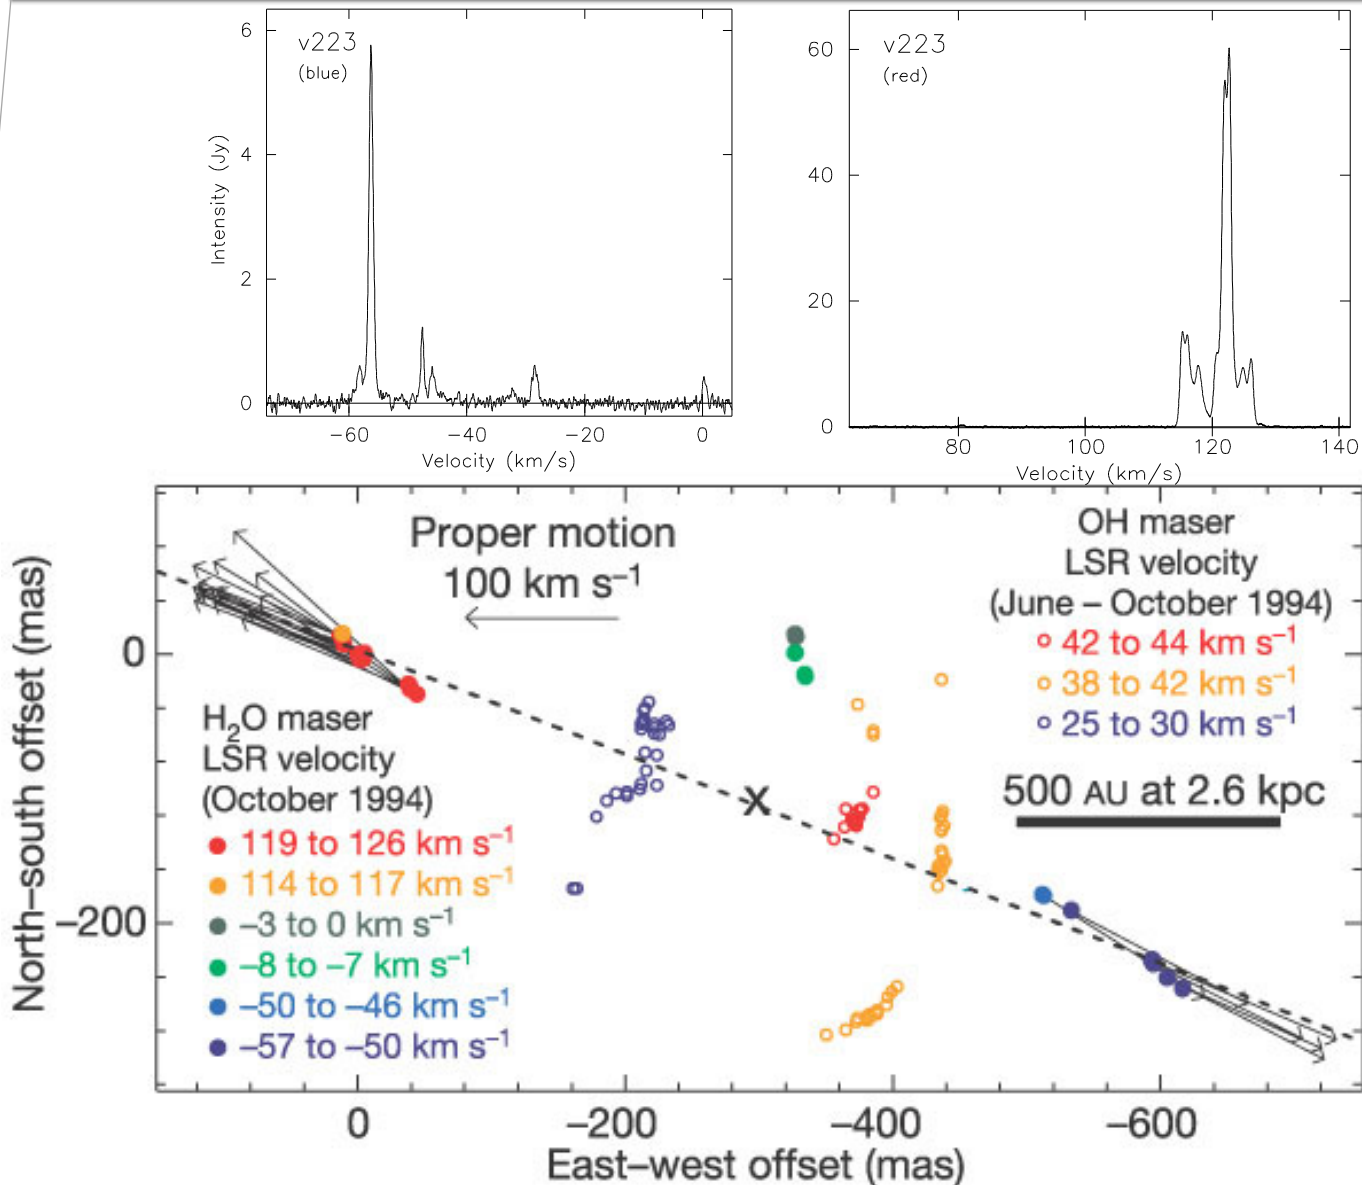 v223
(blue)
6
4
2
0
Intensity (Jy)
−60
−40
−20
0
Velocity (km/s)
v223
(red)
60
40
20
0
80
100
120
140
Velocity (km/s)
Proper motion
100 km s⁻¹
OH maser
LSR velocity
(June – October 1994)
42 to 44 km s⁻¹
38 to 42 km s⁻¹
25 to 30 km s⁻¹
H₂O maser
LSR velocity
(October 1994)
119 to 126 km s⁻¹
114 to 117 km s⁻¹
–3 to 0 km s⁻¹
–8 to –7 km s⁻¹
–50 to –46 km s⁻¹
–57 to –50 km s⁻¹
X
500 AU at 2.6 kpc
North–south offset (mas)
0
–200
0
–200
–400
–600
East–west offset (mas)